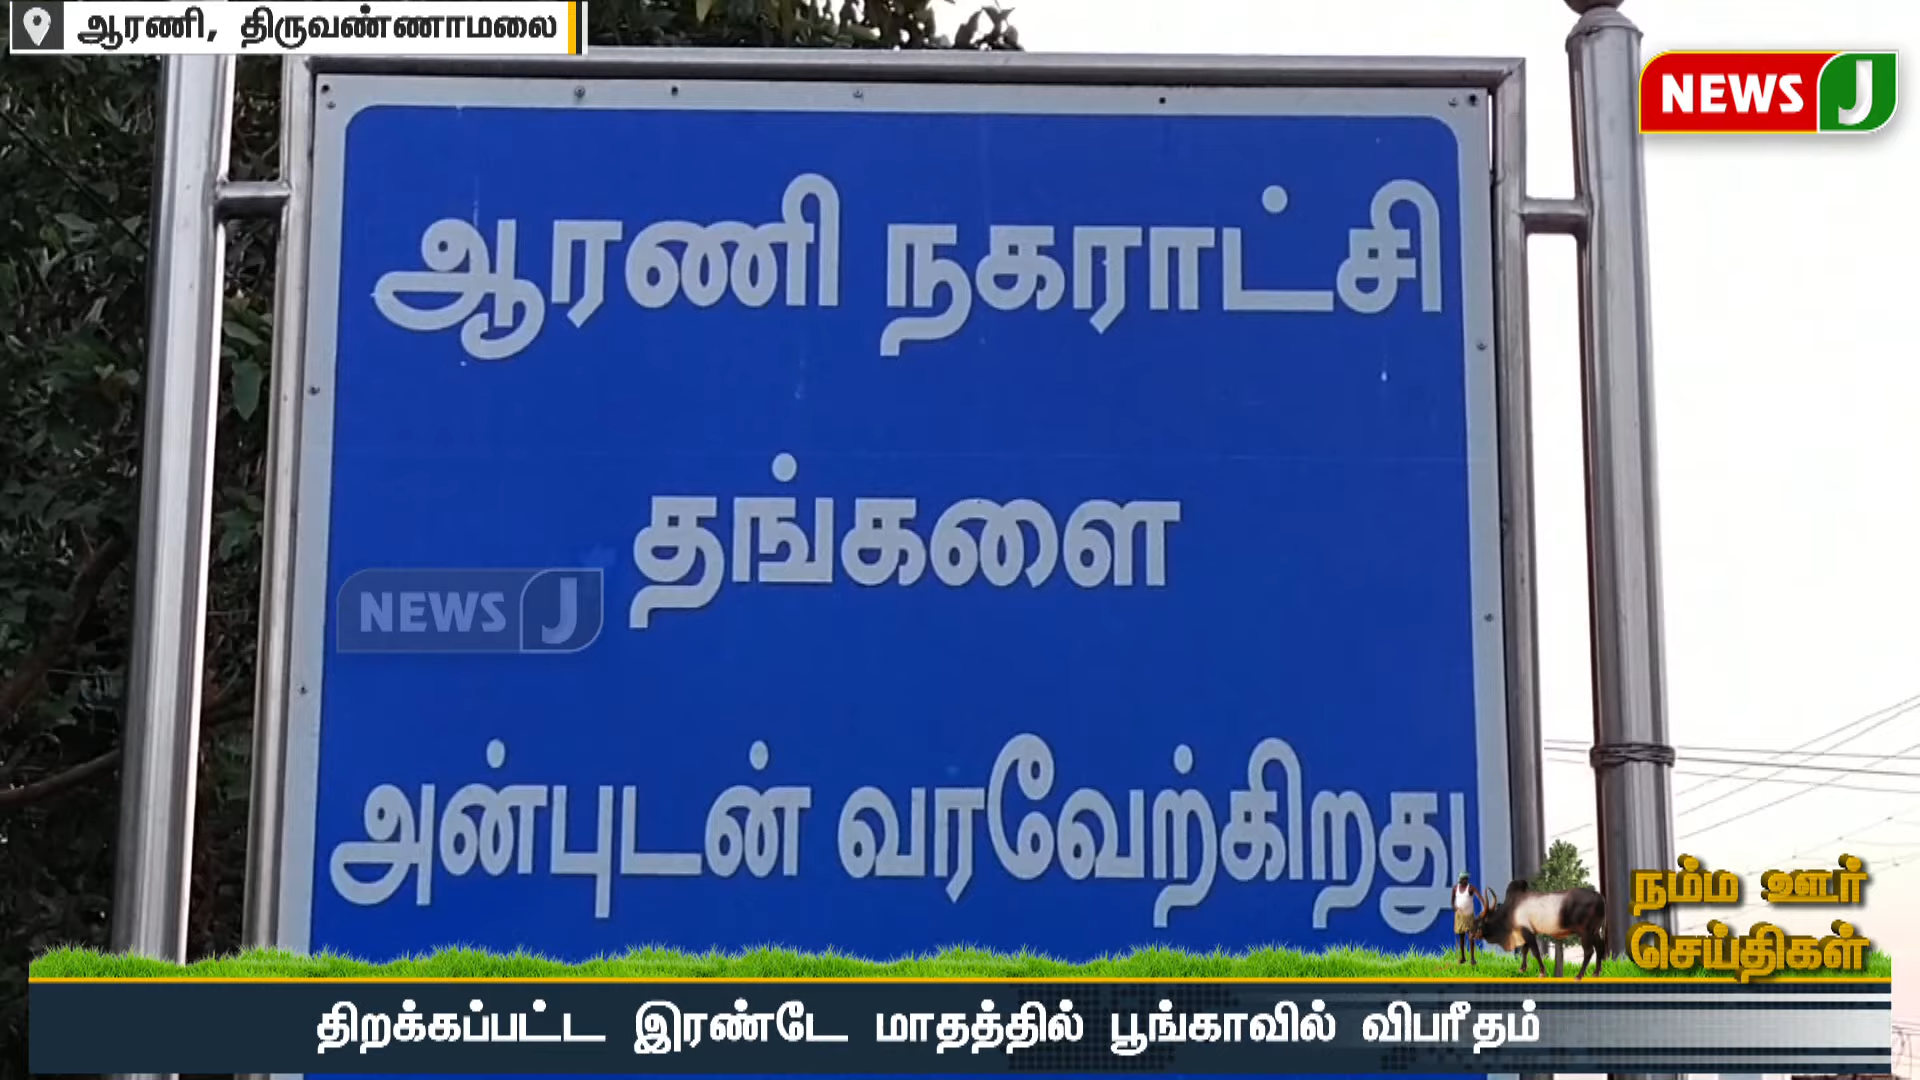 ஆரணி, திருவண்ணாமலை
NEWS J
ஆரணி நகராட்சி
தங்களை
NEWS J
அன்புடன் வரவேற்கிறது
நம்ம ஊர்
செய்திகள்
திறக்கப்பட்ட இரண்டே மாதத்தில் பூங்காவில் விபரீதம்